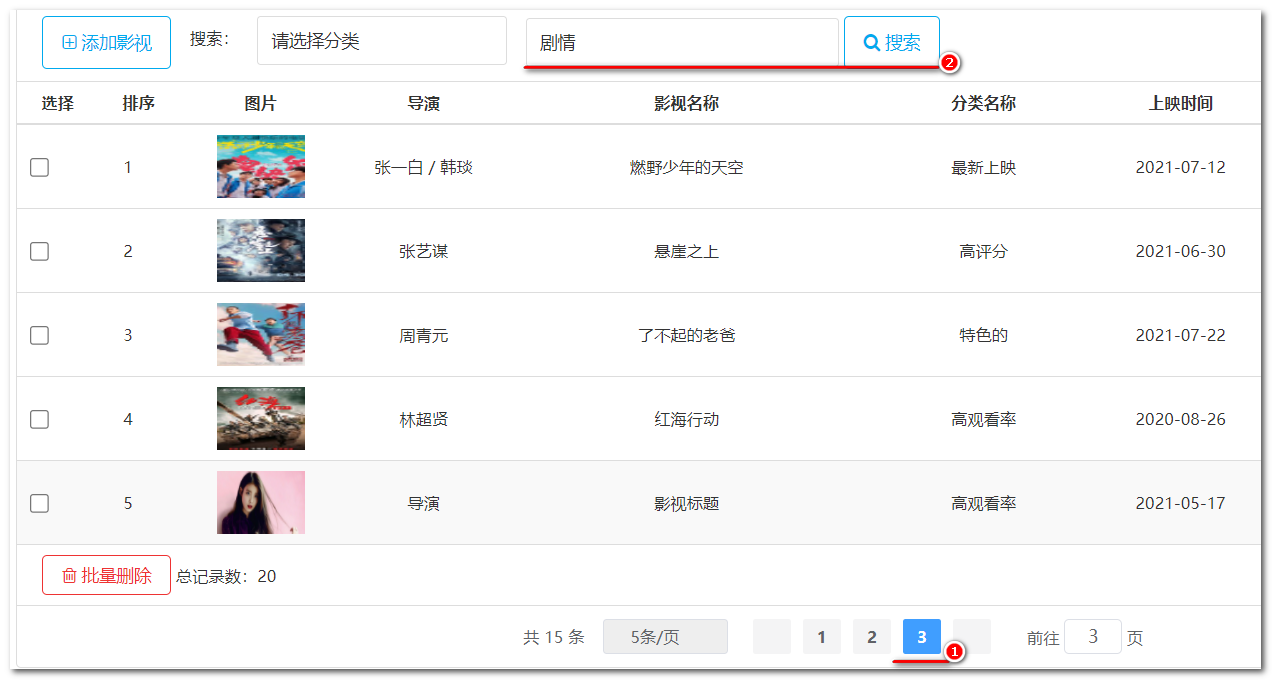 添加影视 搜索： 请选择分类 剧情 搜索
2
选择 排序 图片 导演 影视名称 分类名称 上映时间
1 张一白 / 韩琰 燃野少年的天空 最新上映 2021-07-12
2 张艺谋 悬崖之上 高评分 2021-06-30
3 周青元 了不起的老爸 特色的 2021-07-22
4 林超贤 红海行动 高观看率 2020-08-26
5 导演 影视标题 高观看率 2021-05-17
批量删除 总记录数：20
共 15 条 5条/页 1 2 3 前往 3 页
1